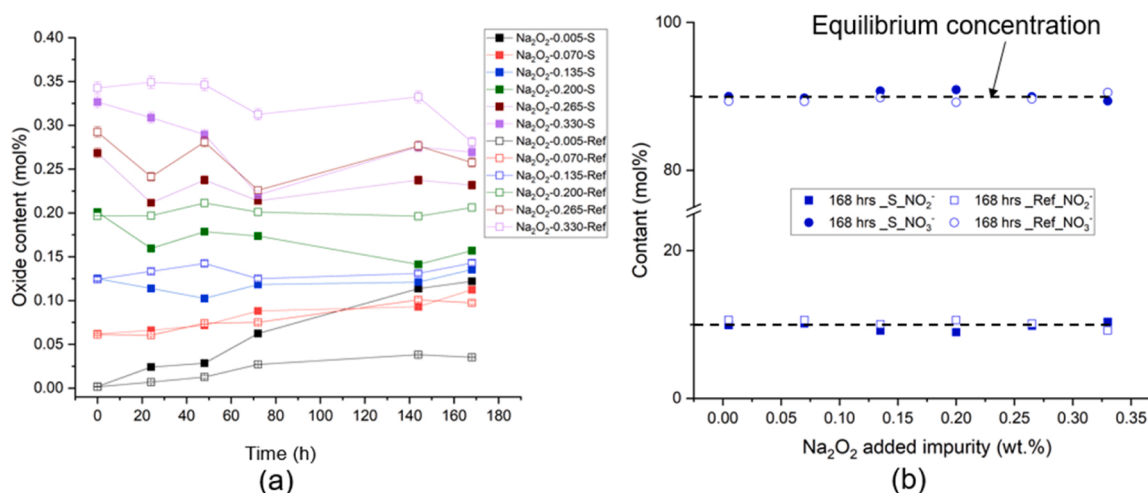 0.40
0.35
0.30
0.25
0.20
0.15
0.10
0.05
0.00
Oxide content (mol%)
0 20 40 60 80 100 120 140 160 180
Time (h)
Na₂O₂-0.005-S
Na₂O₂-0.070-S
Na₂O₂-0.135-S
Na₂O₂-0.200-S
Na₂O₂-0.265-S
Na₂O₂-0.330-S
Na₂O₂-0.005-Ref
Na₂O₂-0.070-Ref
Na₂O₂-0.135-Ref
Na₂O₂-0.200-Ref
Na₂O₂-0.265-Ref
Na₂O₂-0.330-Ref
(a)
100
80
20
0
Contant (mol%)
Equilibrium concentration
168 hrs _S_NO₂⁻ 168 hrs _Ref_NO₂⁻
168 hrs _S_NO₃⁻ 168 hrs _Ref_NO₃⁻
0.00 0.05 0.10 0.15 0.20 0.25 0.30 0.35
Na₂O₂ added impurity (wt.%)
(b)